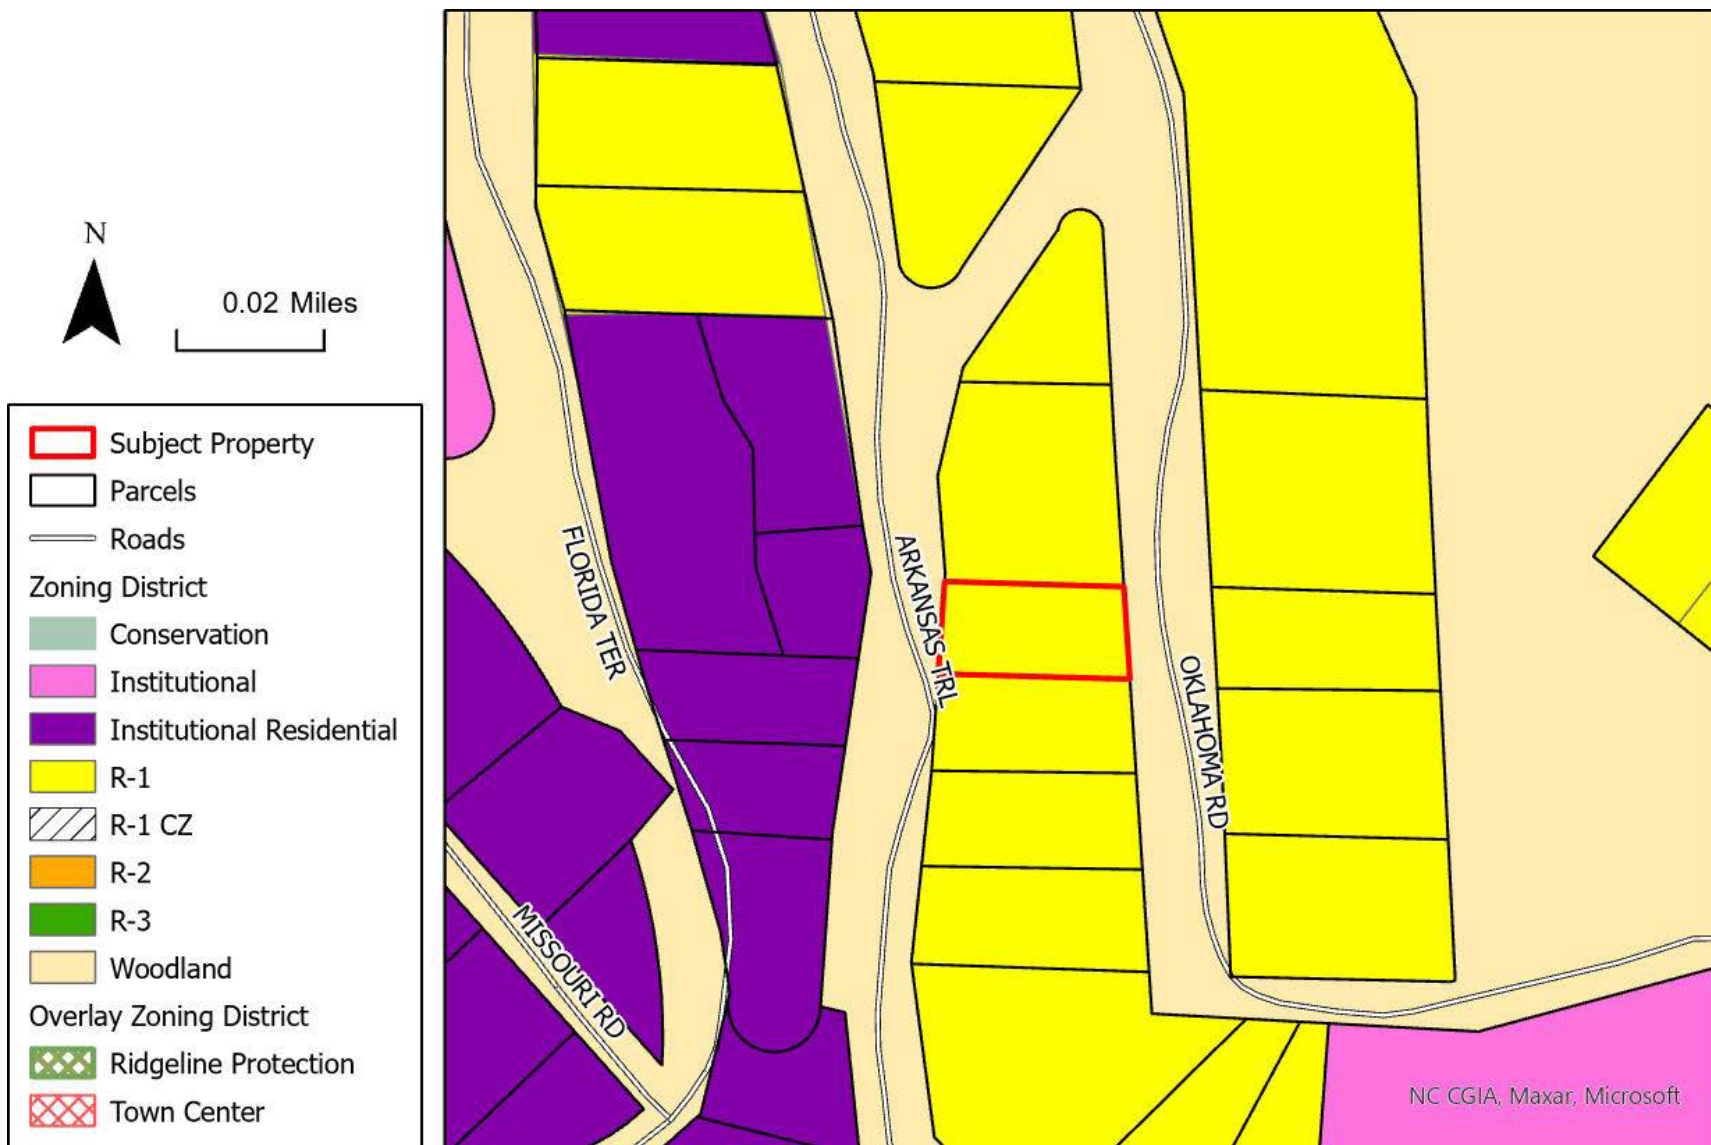 N
0.02 Miles
Subject Property
Parcels
Roads
Zoning District
Conservation
Institutional
Institutional Residential
R-1
R-1 CZ
R-2
R-3
Woodland
Overlay Zoning District
Ridgeline Protection
Town Center
FLORIDA TER
ARKANSAS TRL
OKLAHOMA RD
MISSOURI RD
NC CGIA, Maxar, Microsoft